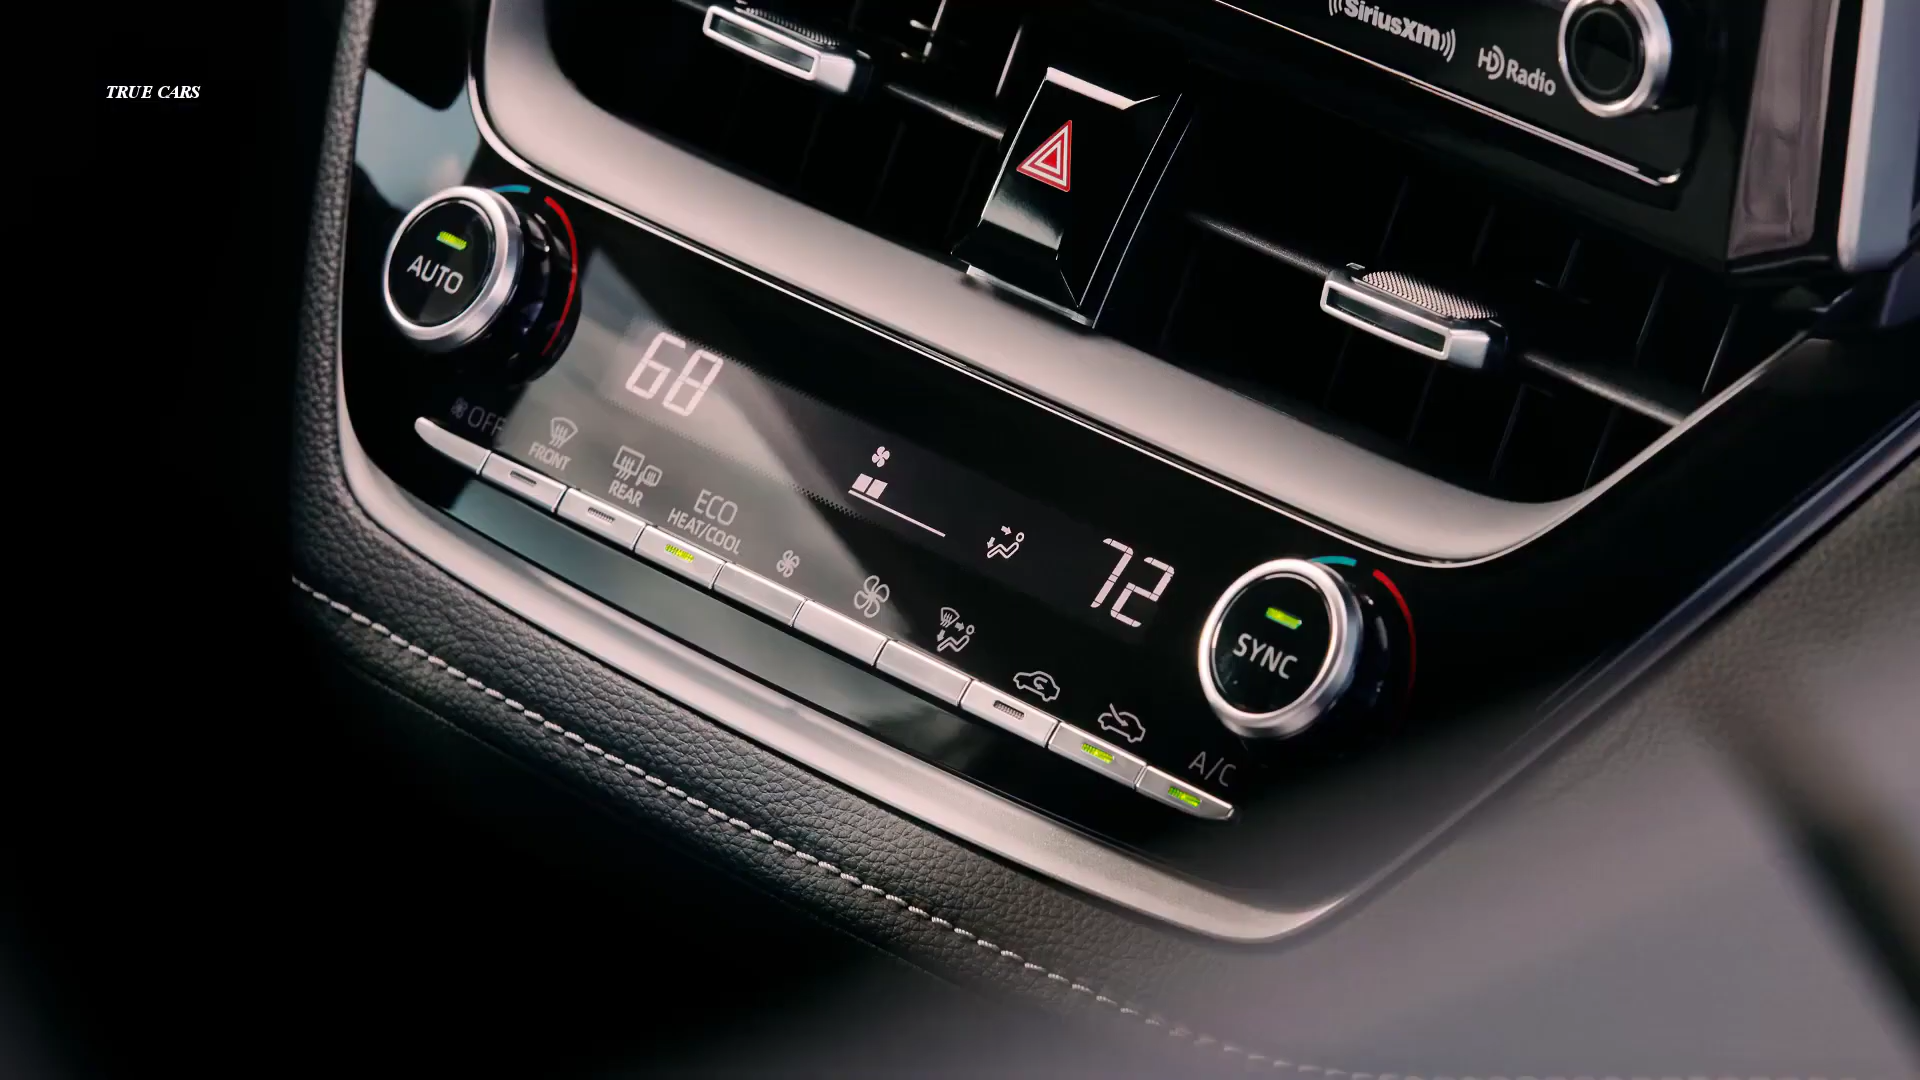 TRUE CARS
SiriusXM
HD Radio
AUTO
68
OFF
FRONT
REAR
ECO
HEAT/COOL
72
SYNC
A/C